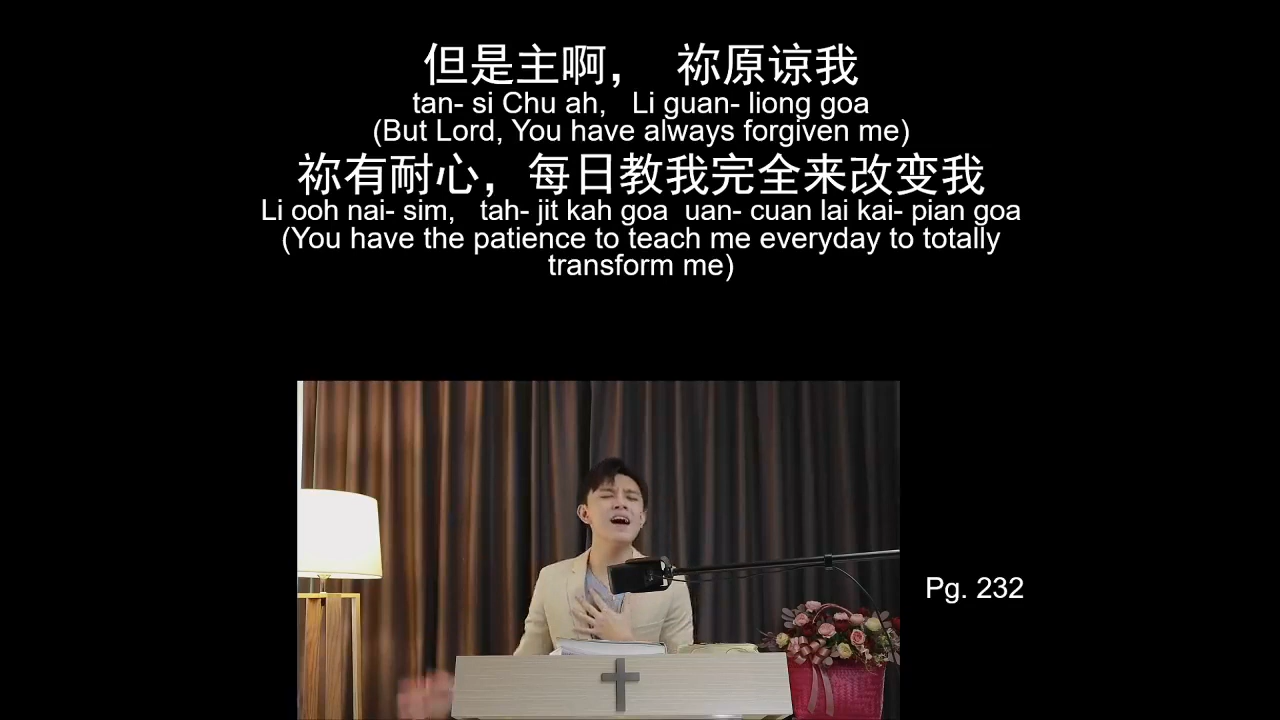 但是主啊， 祢原谅我
tan- si Chu ah, Li guan- liong goa
(But Lord, You have always forgiven me)
祢有耐心，每日教我完全来改变我
Li ooh nai- sim, tah- jit kah goa uan- cuan lai kai- pian goa
(You have the patience to teach me everyday to totally
transform me)
Pg. 232